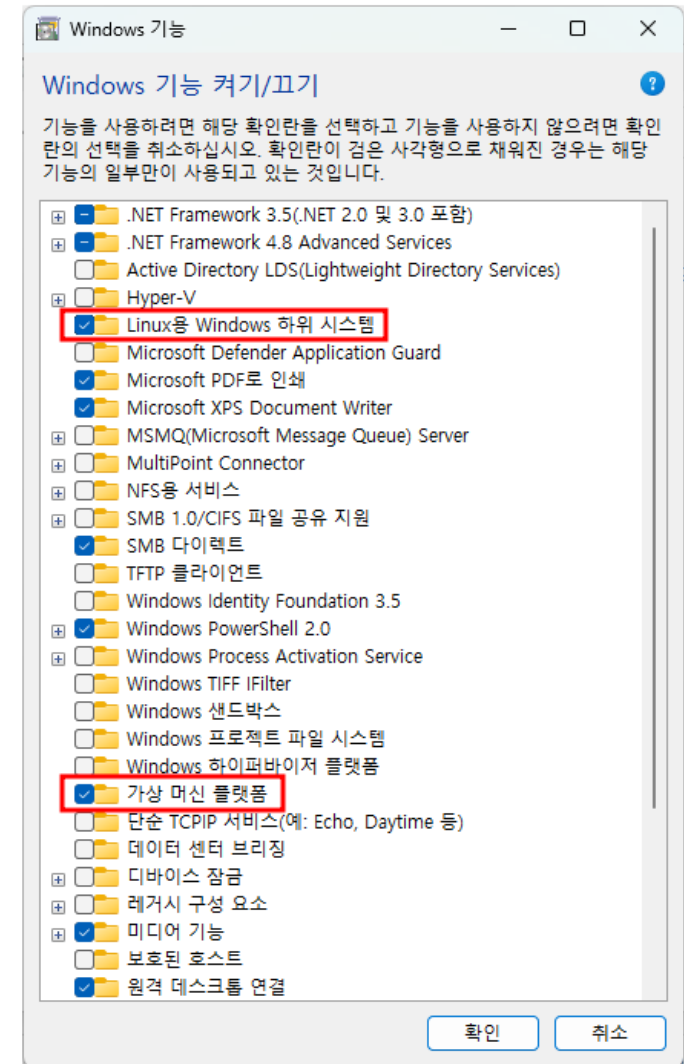 Windows 기능
Windows 기능 켜기/끄기
기능을 사용하려면 해당 확인란을 선택하고 기능을 사용하지 않으려면 확인
란의 선택을 취소하십시오. 확인란이 검은 사각형으로 채워진 경우는 해당
기능의 일부만이 사용되고 있는 것입니다.
.NET Framework 3.5(.NET 2.0 및 3.0 포함)
.NET Framework 4.8 Advanced Services
Active Directory LDS(Lightweight Directory Services)
Hyper-V
Linux용 Windows 하위 시스템
Microsoft Defender Application Guard
Microsoft PDF로 인쇄
Microsoft XPS Document Writer
MSMQ(Microsoft Message Queue) Server
MultiPoint Connector
NFS용 서비스
SMB 1.0/CIFS 파일 공유 지원
SMB 다이렉트
TFTP 클라이언트
Windows Identity Foundation 3.5
Windows PowerShell 2.0
Windows Process Activation Service
Windows TIFF IFilter
Windows 샌드박스
Windows 프로젝트 파일 시스템
Windows 하이퍼바이저 플랫폼
가상 머신 플랫폼
단순 TCPIP 서비스(예: Echo, Daytime 등)
데이터 센터 브리징
디바이스 잠금
레거시 구성 요소
미디어 기능
보호된 호스트
원격 데스크톱 연결
확인 취소